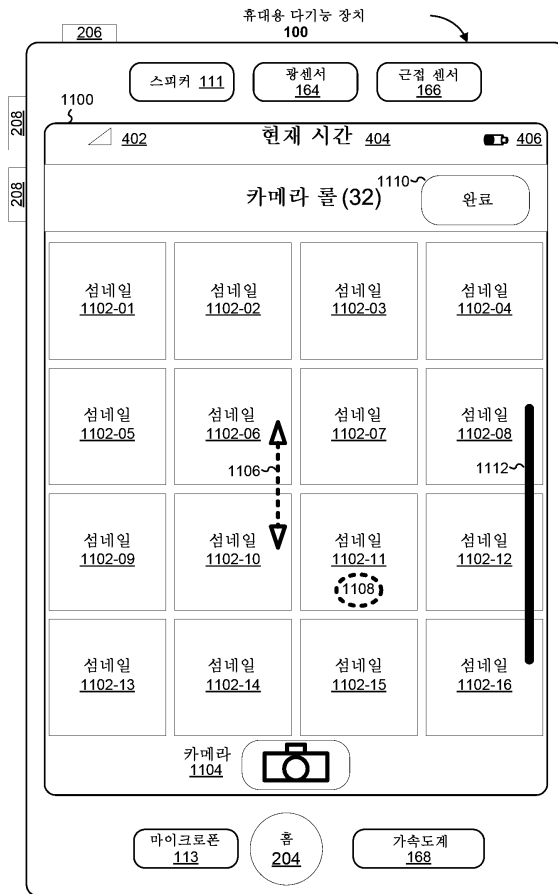 휴대용 다기능 장치
100
206
스피커 111
광센서
164
근접 센서
166
208
208
1100
402
현재 시간 404
406
카메라 롤 (32)
1110
완료
섬네일
1102-01
섬네일
1102-02
섬네일
1102-03
섬네일
1102-04
섬네일
1102-05
섬네일
1102-06
섬네일
1102-07
섬네일
1102-08
1106
1112
섬네일
1102-09
섬네일
1102-10
섬네일
1102-11
1108
섬네일
1102-12
섬네일
1102-13
섬네일
1102-14
섬네일
1102-15
섬네일
1102-16
카메라
1104
마이크로폰
113
홈
204
가속도계
168